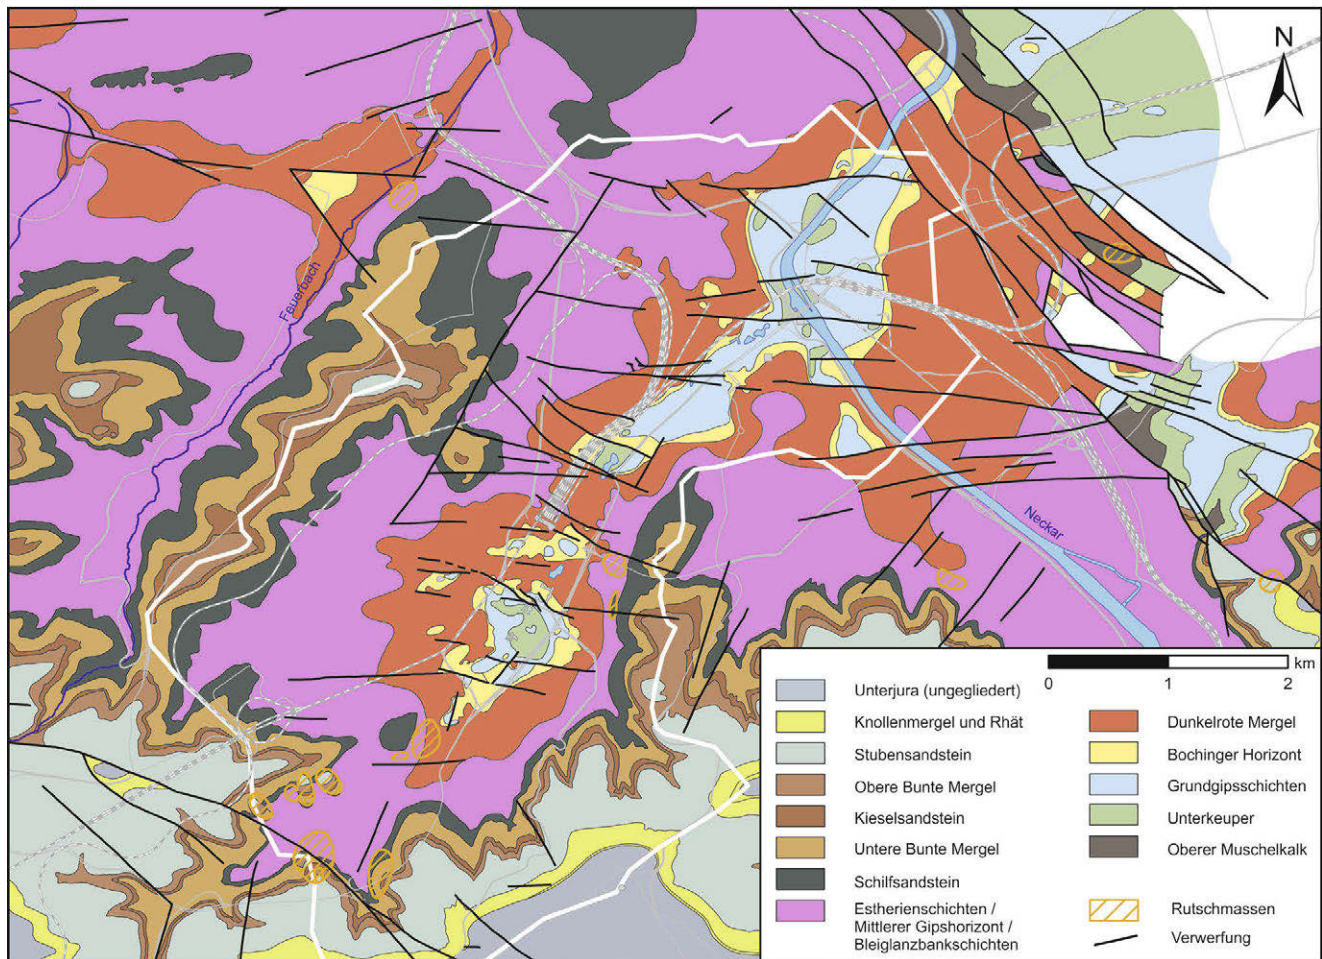 N
Feuerbach
Neckar
km
0 1 2
Unterjura (ungegliedert)
Knollenmergel und Rhät
Stubensandstein
Obere Bunte Mergel
Kieselsandstein
Untere Bunte Mergel
Schilfsandstein
Estherienschichten /
Mittlerer Gipshorizont /
Bleiglanzbankschichten
Dunkelrote Mergel
Bochinger Horizont
Grundgipsschichten
Unterkeuper
Oberer Muschelkalk
Rutschmassen
Verwerfung